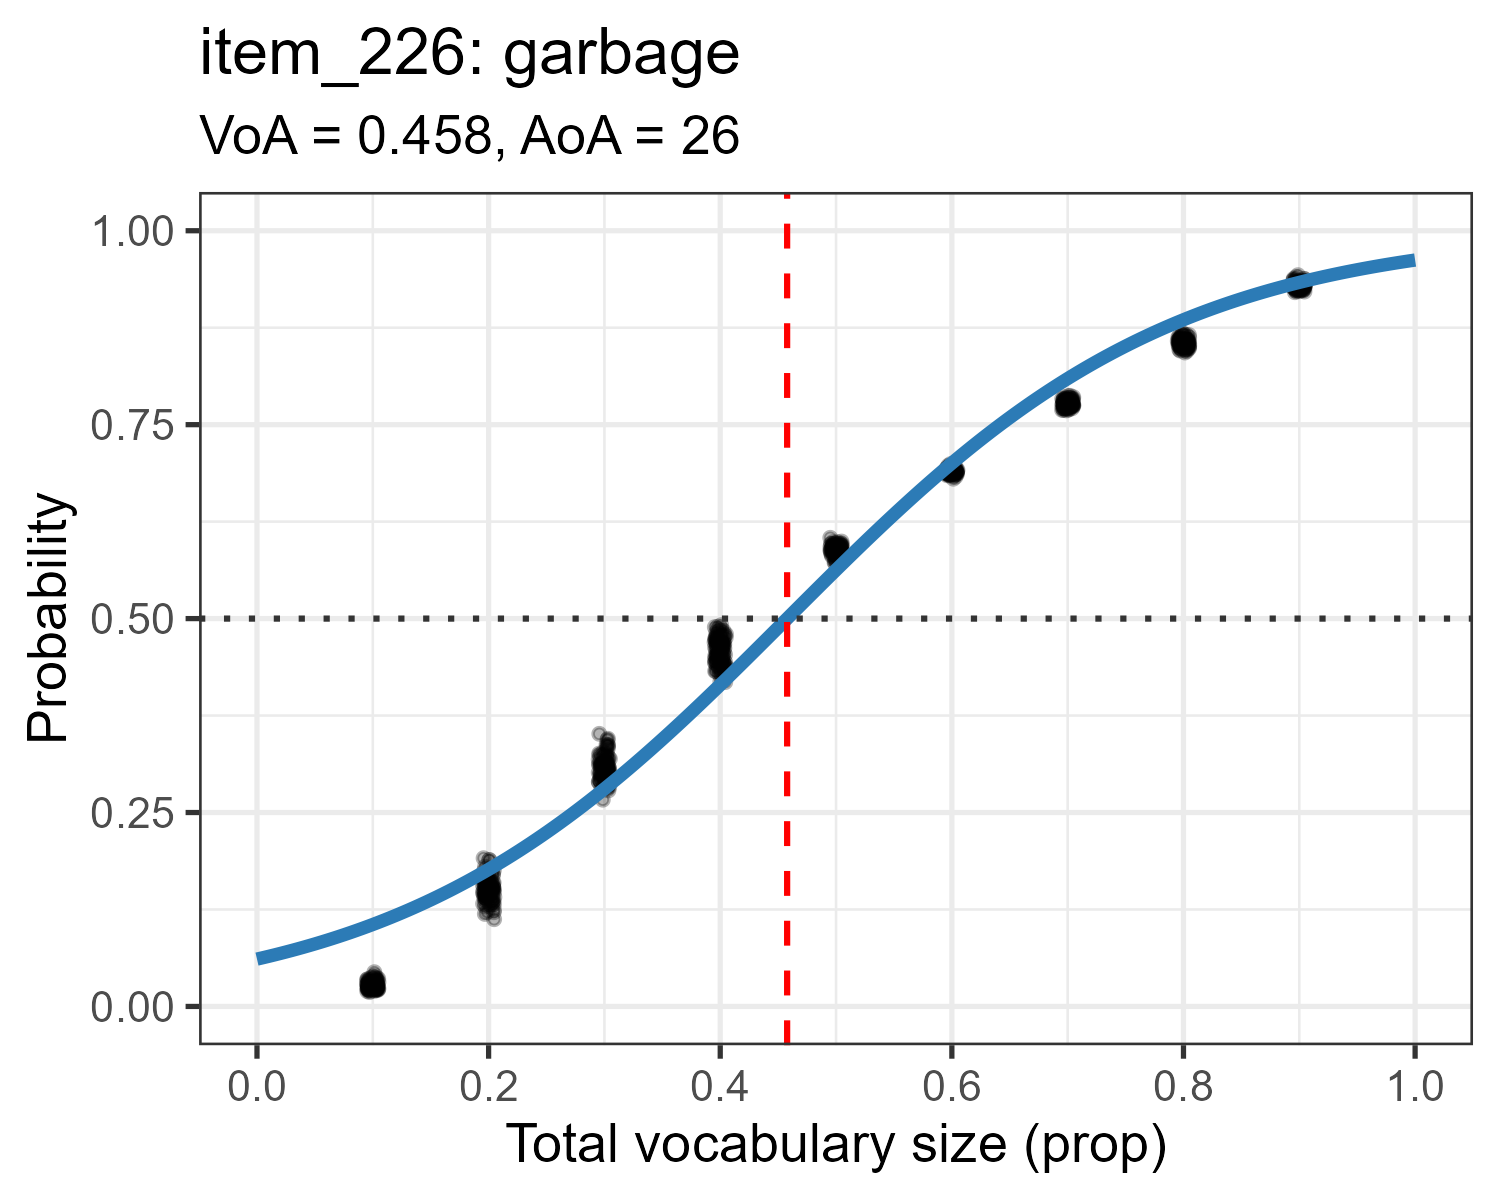 item_226: garbage
VoA = 0.458, AoA = 26
1.00
0.75
0.50
0.25
0.00
Probability
0.0 0.2 0.4 0.6 0.8 1.0
Total vocabulary size (prop)